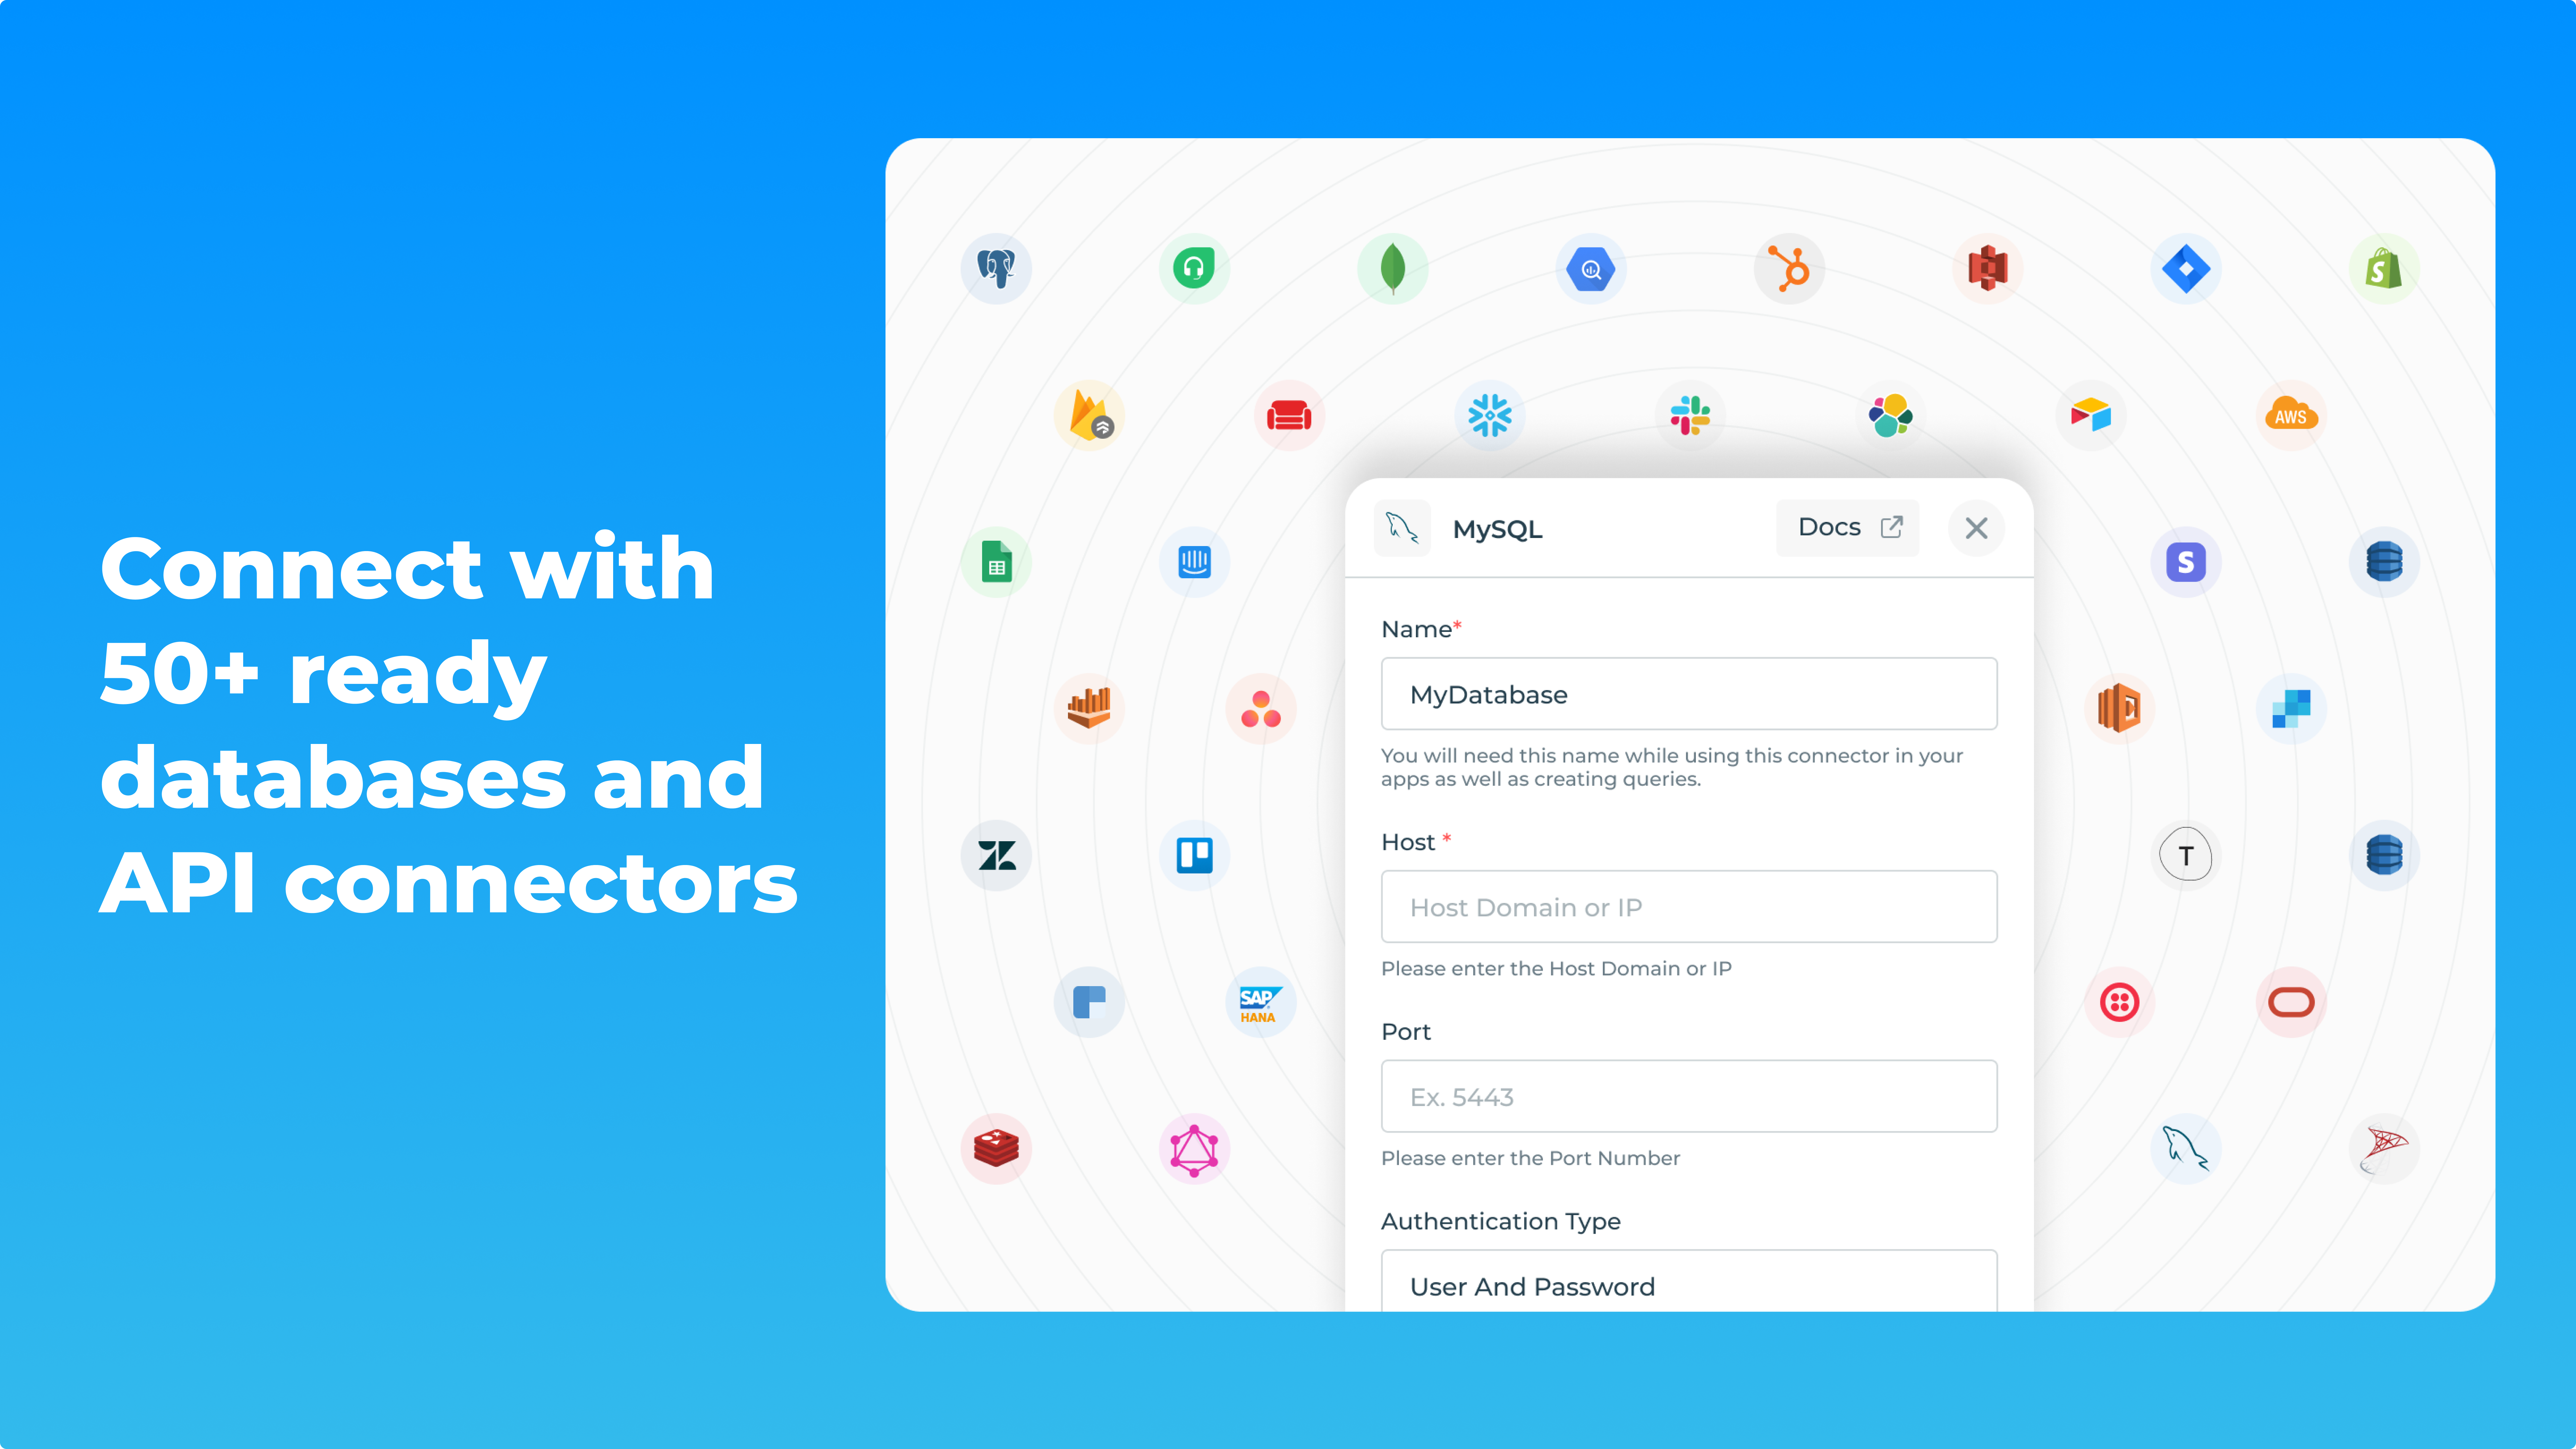 Connect with
50+ ready
databases and
API connectors
S
AWS
MySQL
Docs
Name*
MyDatabase
You will need this name while using this connector in your
apps as well as creating queries.
S
Host *
Host Domain or IP
Please enter the Host Domain or IP
T
SAP
HANA
Port
Ex. 5443
Please enter the Port Number
Authentication Type
User And Password